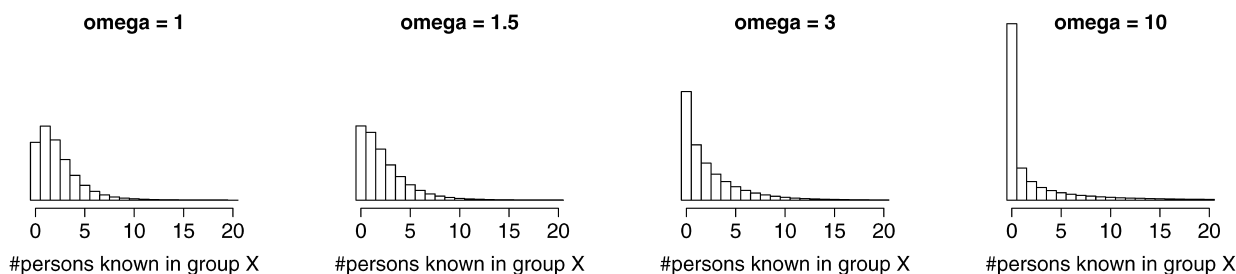 omega = 1
0 5 10 15 20
#persons known in group X
omega = 1.5
0 5 10 15 20
#persons known in group X
omega = 3
0 5 10 15 20
#persons known in group X
omega = 10
0 5 10 15 20
#persons known in group X